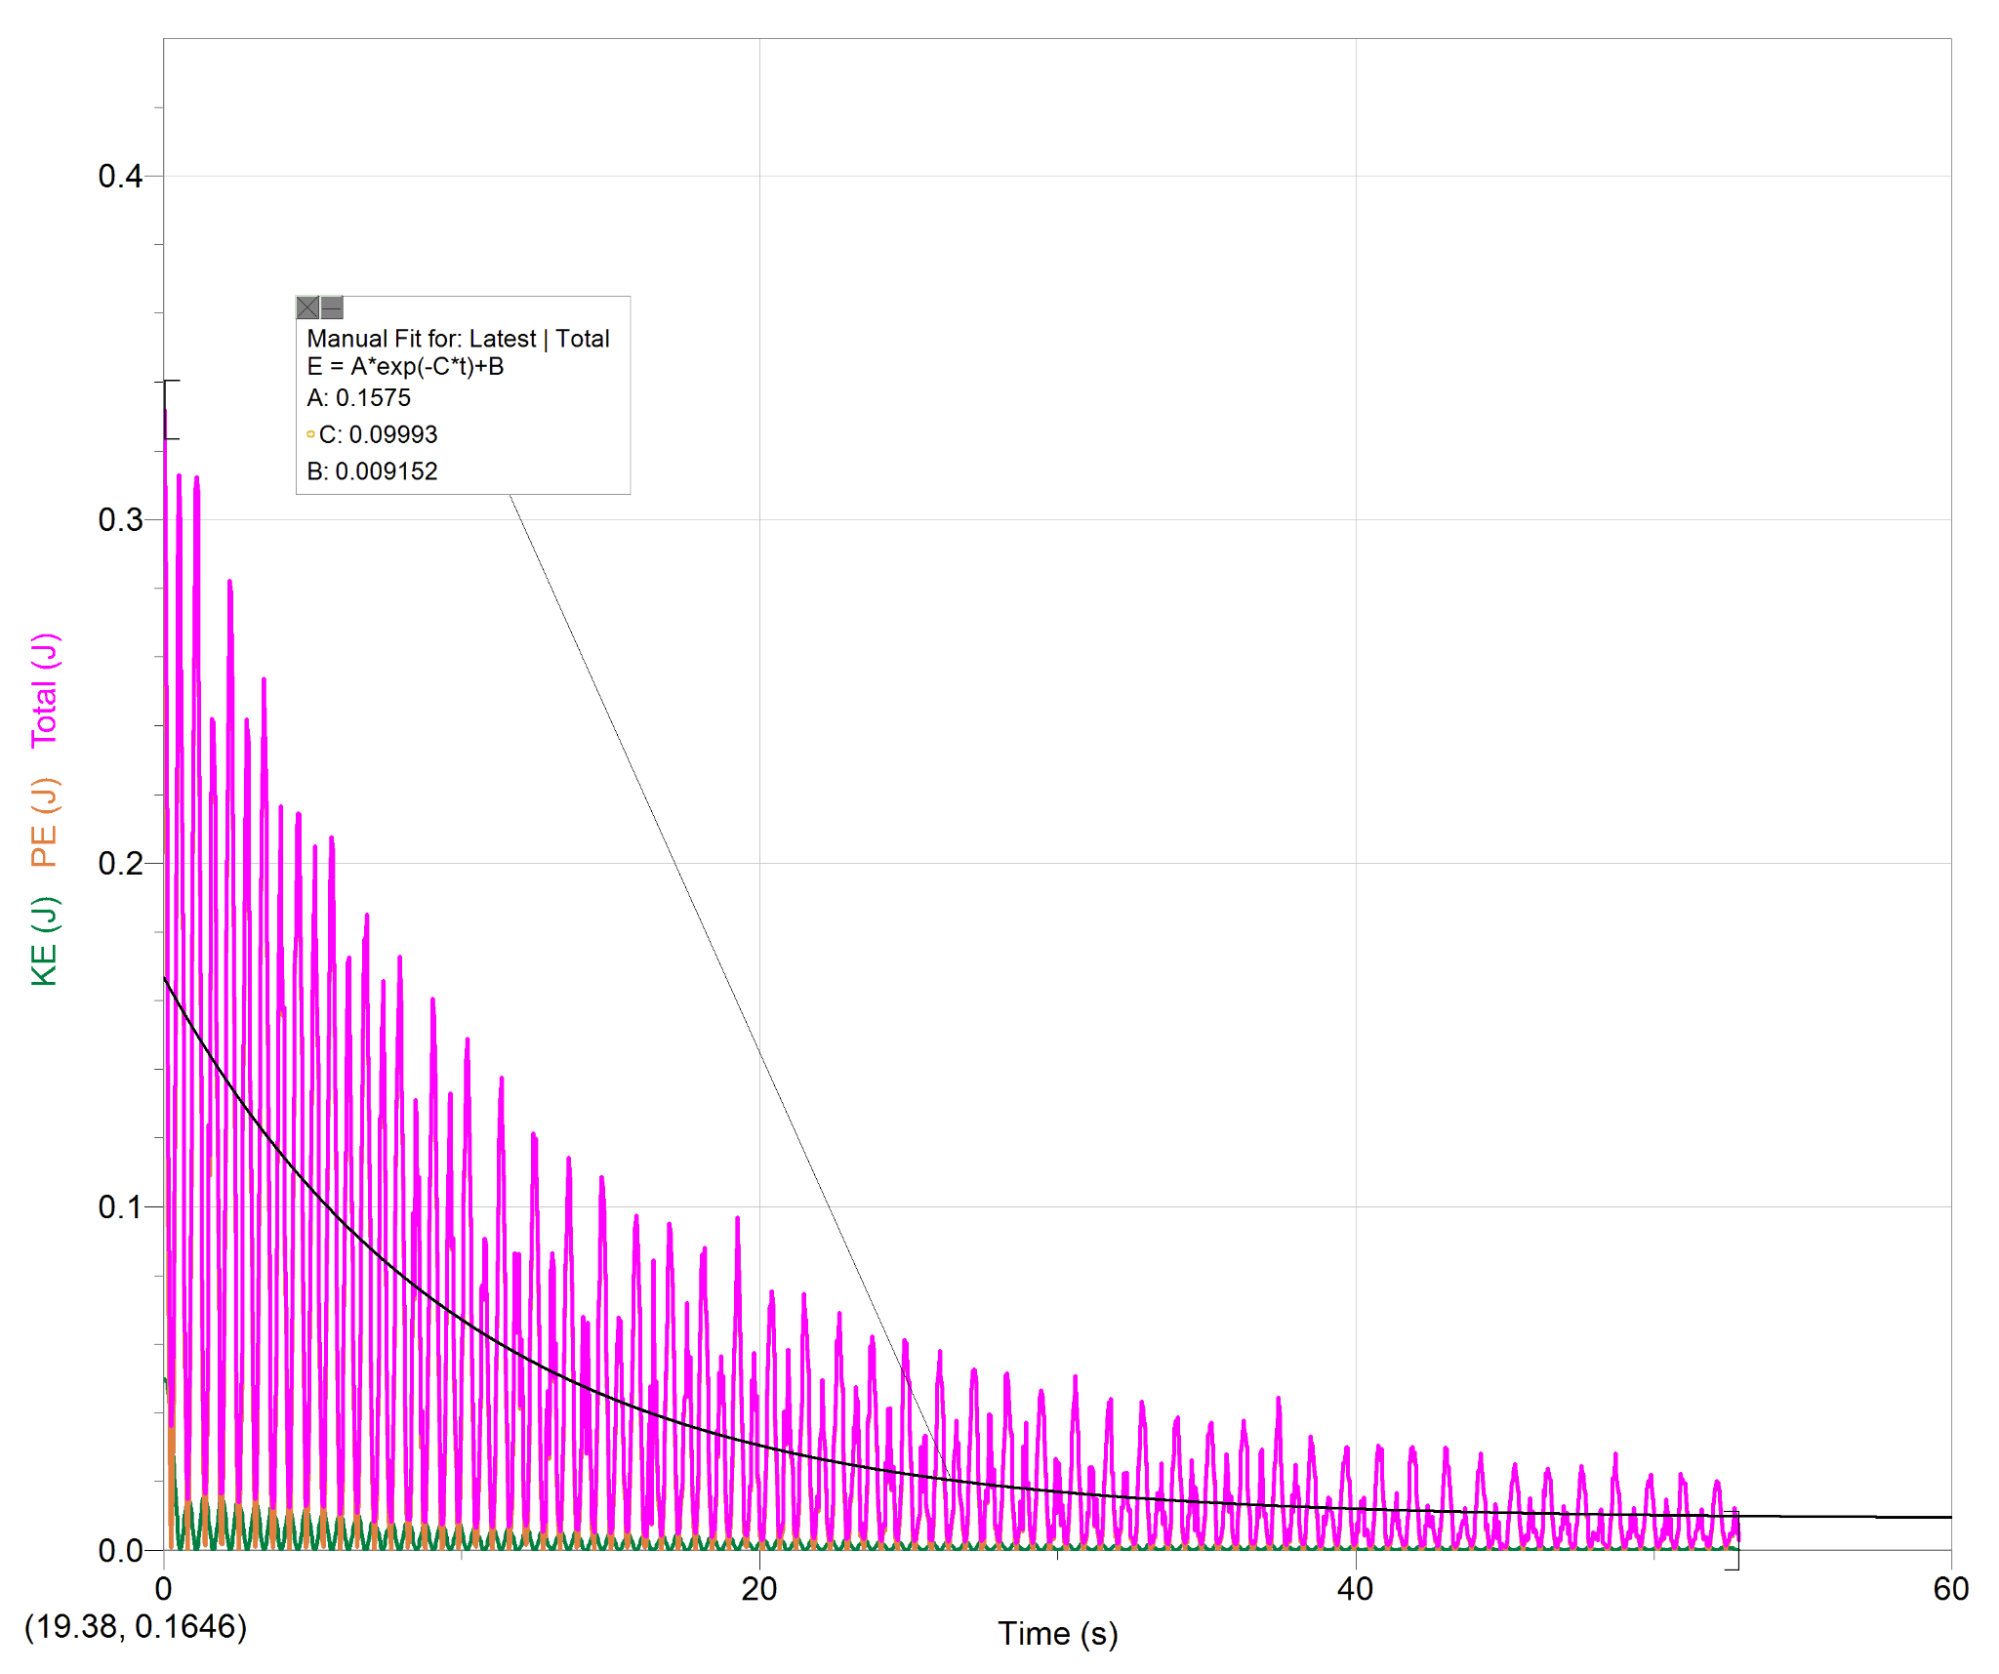 0.4
0.3
0.2
0.1
0.0
KE (J) PE (J) Total (J)
Manual Fit for: Latest | Total
E = A*exp(-C*t)+B
A: 0.1575
C: 0.09993
B: 0.009152
0 20 40 60
(19.38, 0.1646)
Time (s)